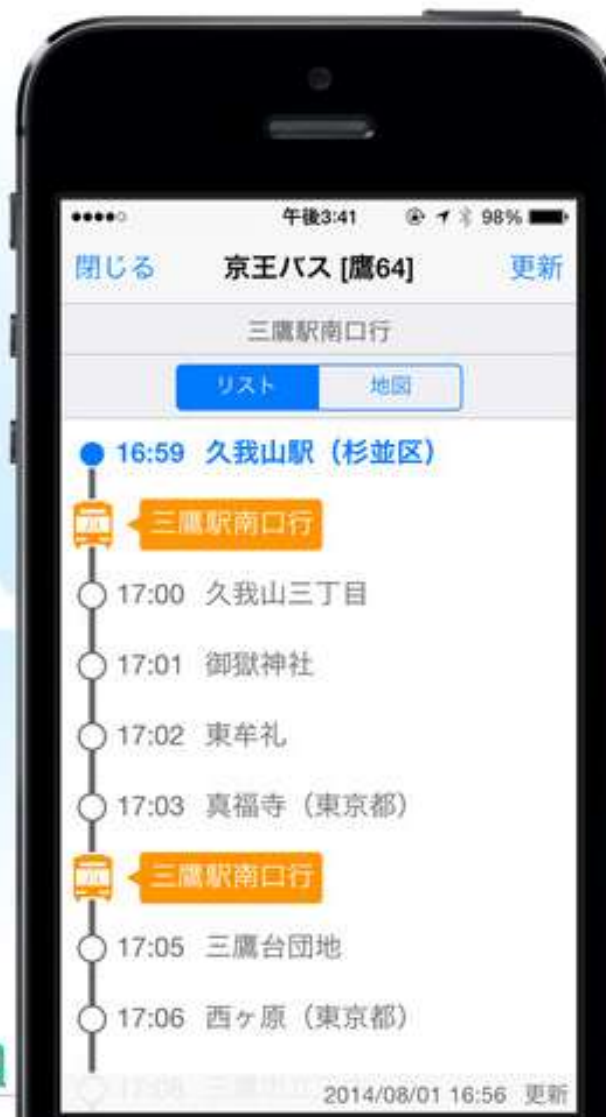 午後3:41 98%
閉じる 京王バス [鷹64] 更新
三鷹駅南口行
リスト 地図
16:59 久我山駅（杉並区）
三鷹駅南口行
17:00 久我山三丁目
17:01 御獄神社
17:02 東牟礼
17:03 真福寺（東京都）
三鷹駅南口行
17:05 三鷹台団地
17:06 西ヶ原（東京都）
2014/08/01 16:56 更新